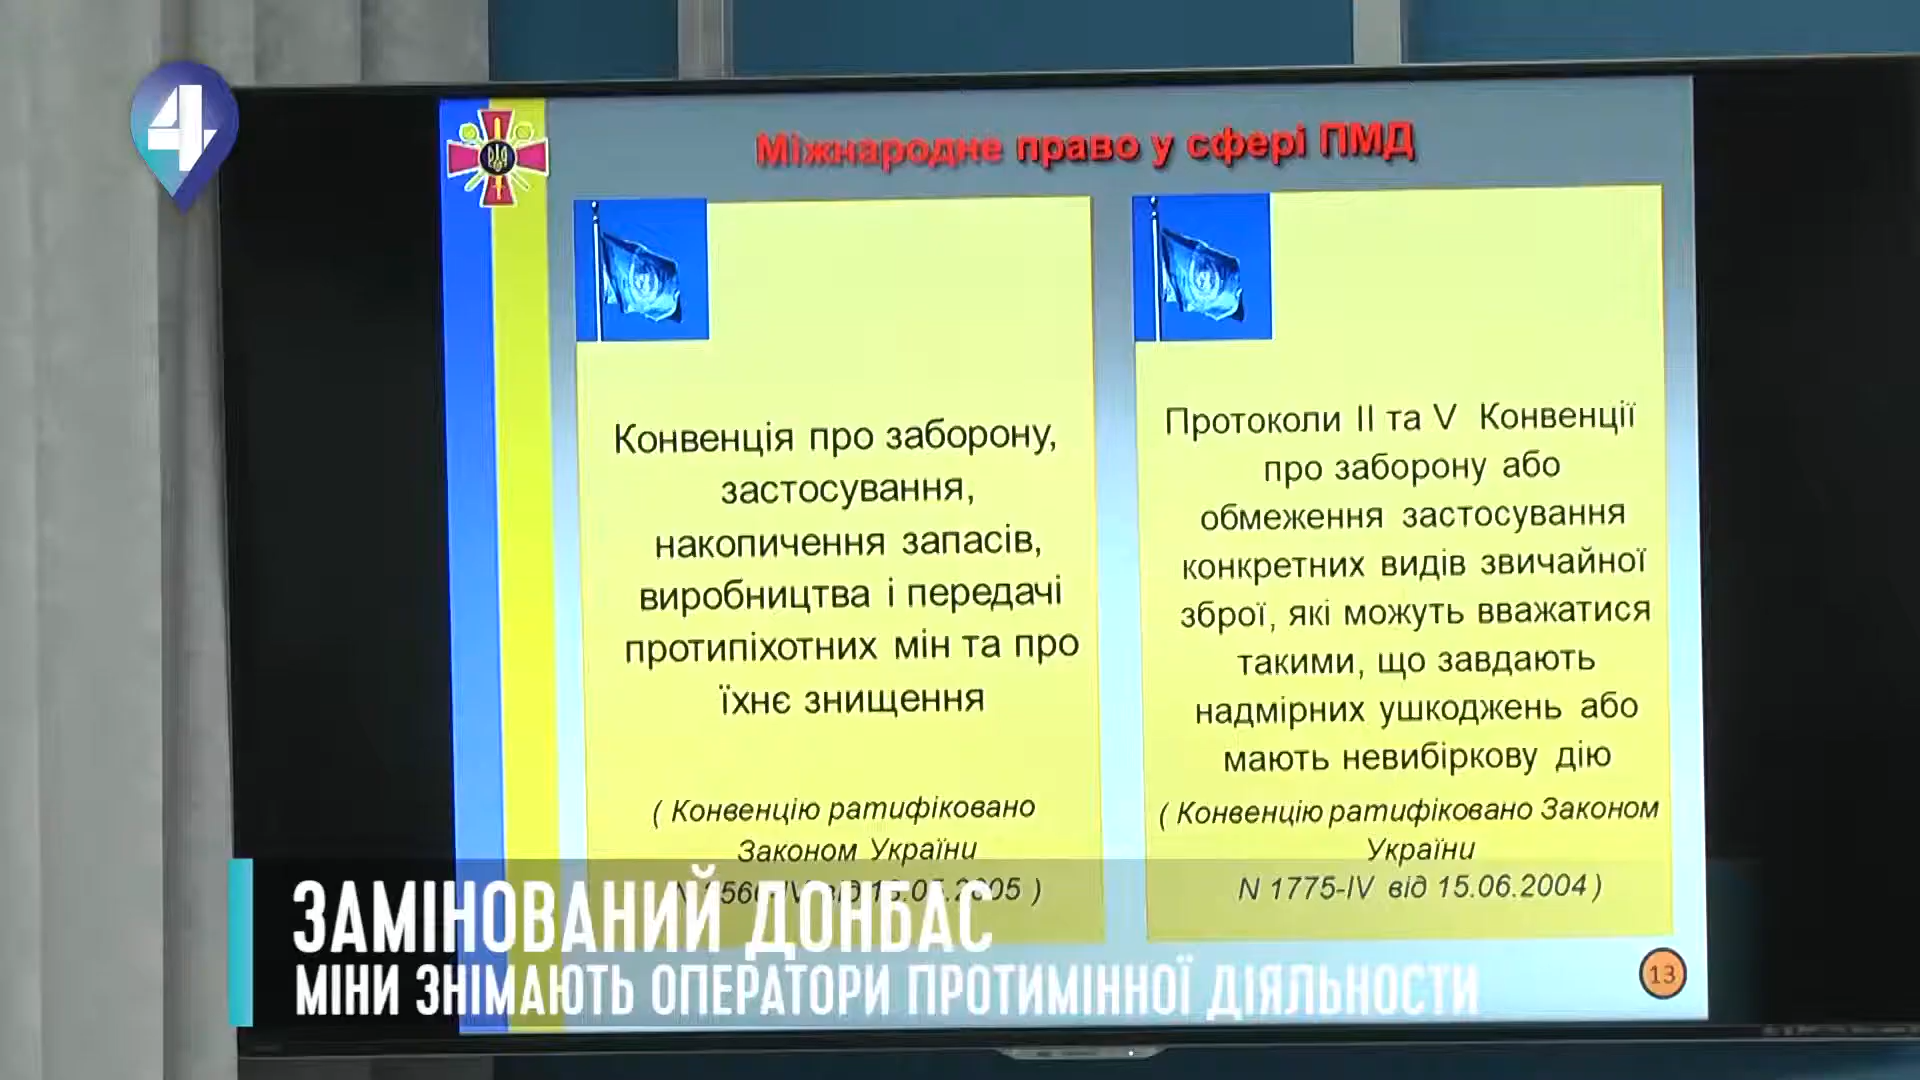 4
Міжнародне право у сфері ПМД
Конвенція про заборону,
застосування,
накопичення запасів,
виробництва і передачі
протипіхотних мін та про
їхнє знищення
( Конвенцію ратифіковано
Законом України
2005 )
Протоколи II та V Конвенції
про заборону або
обмеження застосування
конкретних видів звичайної
зброї, які можуть вважатися
такими, що завдають
надмірних ушкоджень або
мають невибіркову дію
( Конвенцію ратифіковано Законом
України
N 1775-IV від 15.06.2004 )
13
ЗАМІНОВАНИЙ ДОНБАС
МІНИ ЗНІМАЮТЬ ОПЕРАТОРИ ПРОТИМІННОЇ ДІЯЛЬНОСТИ